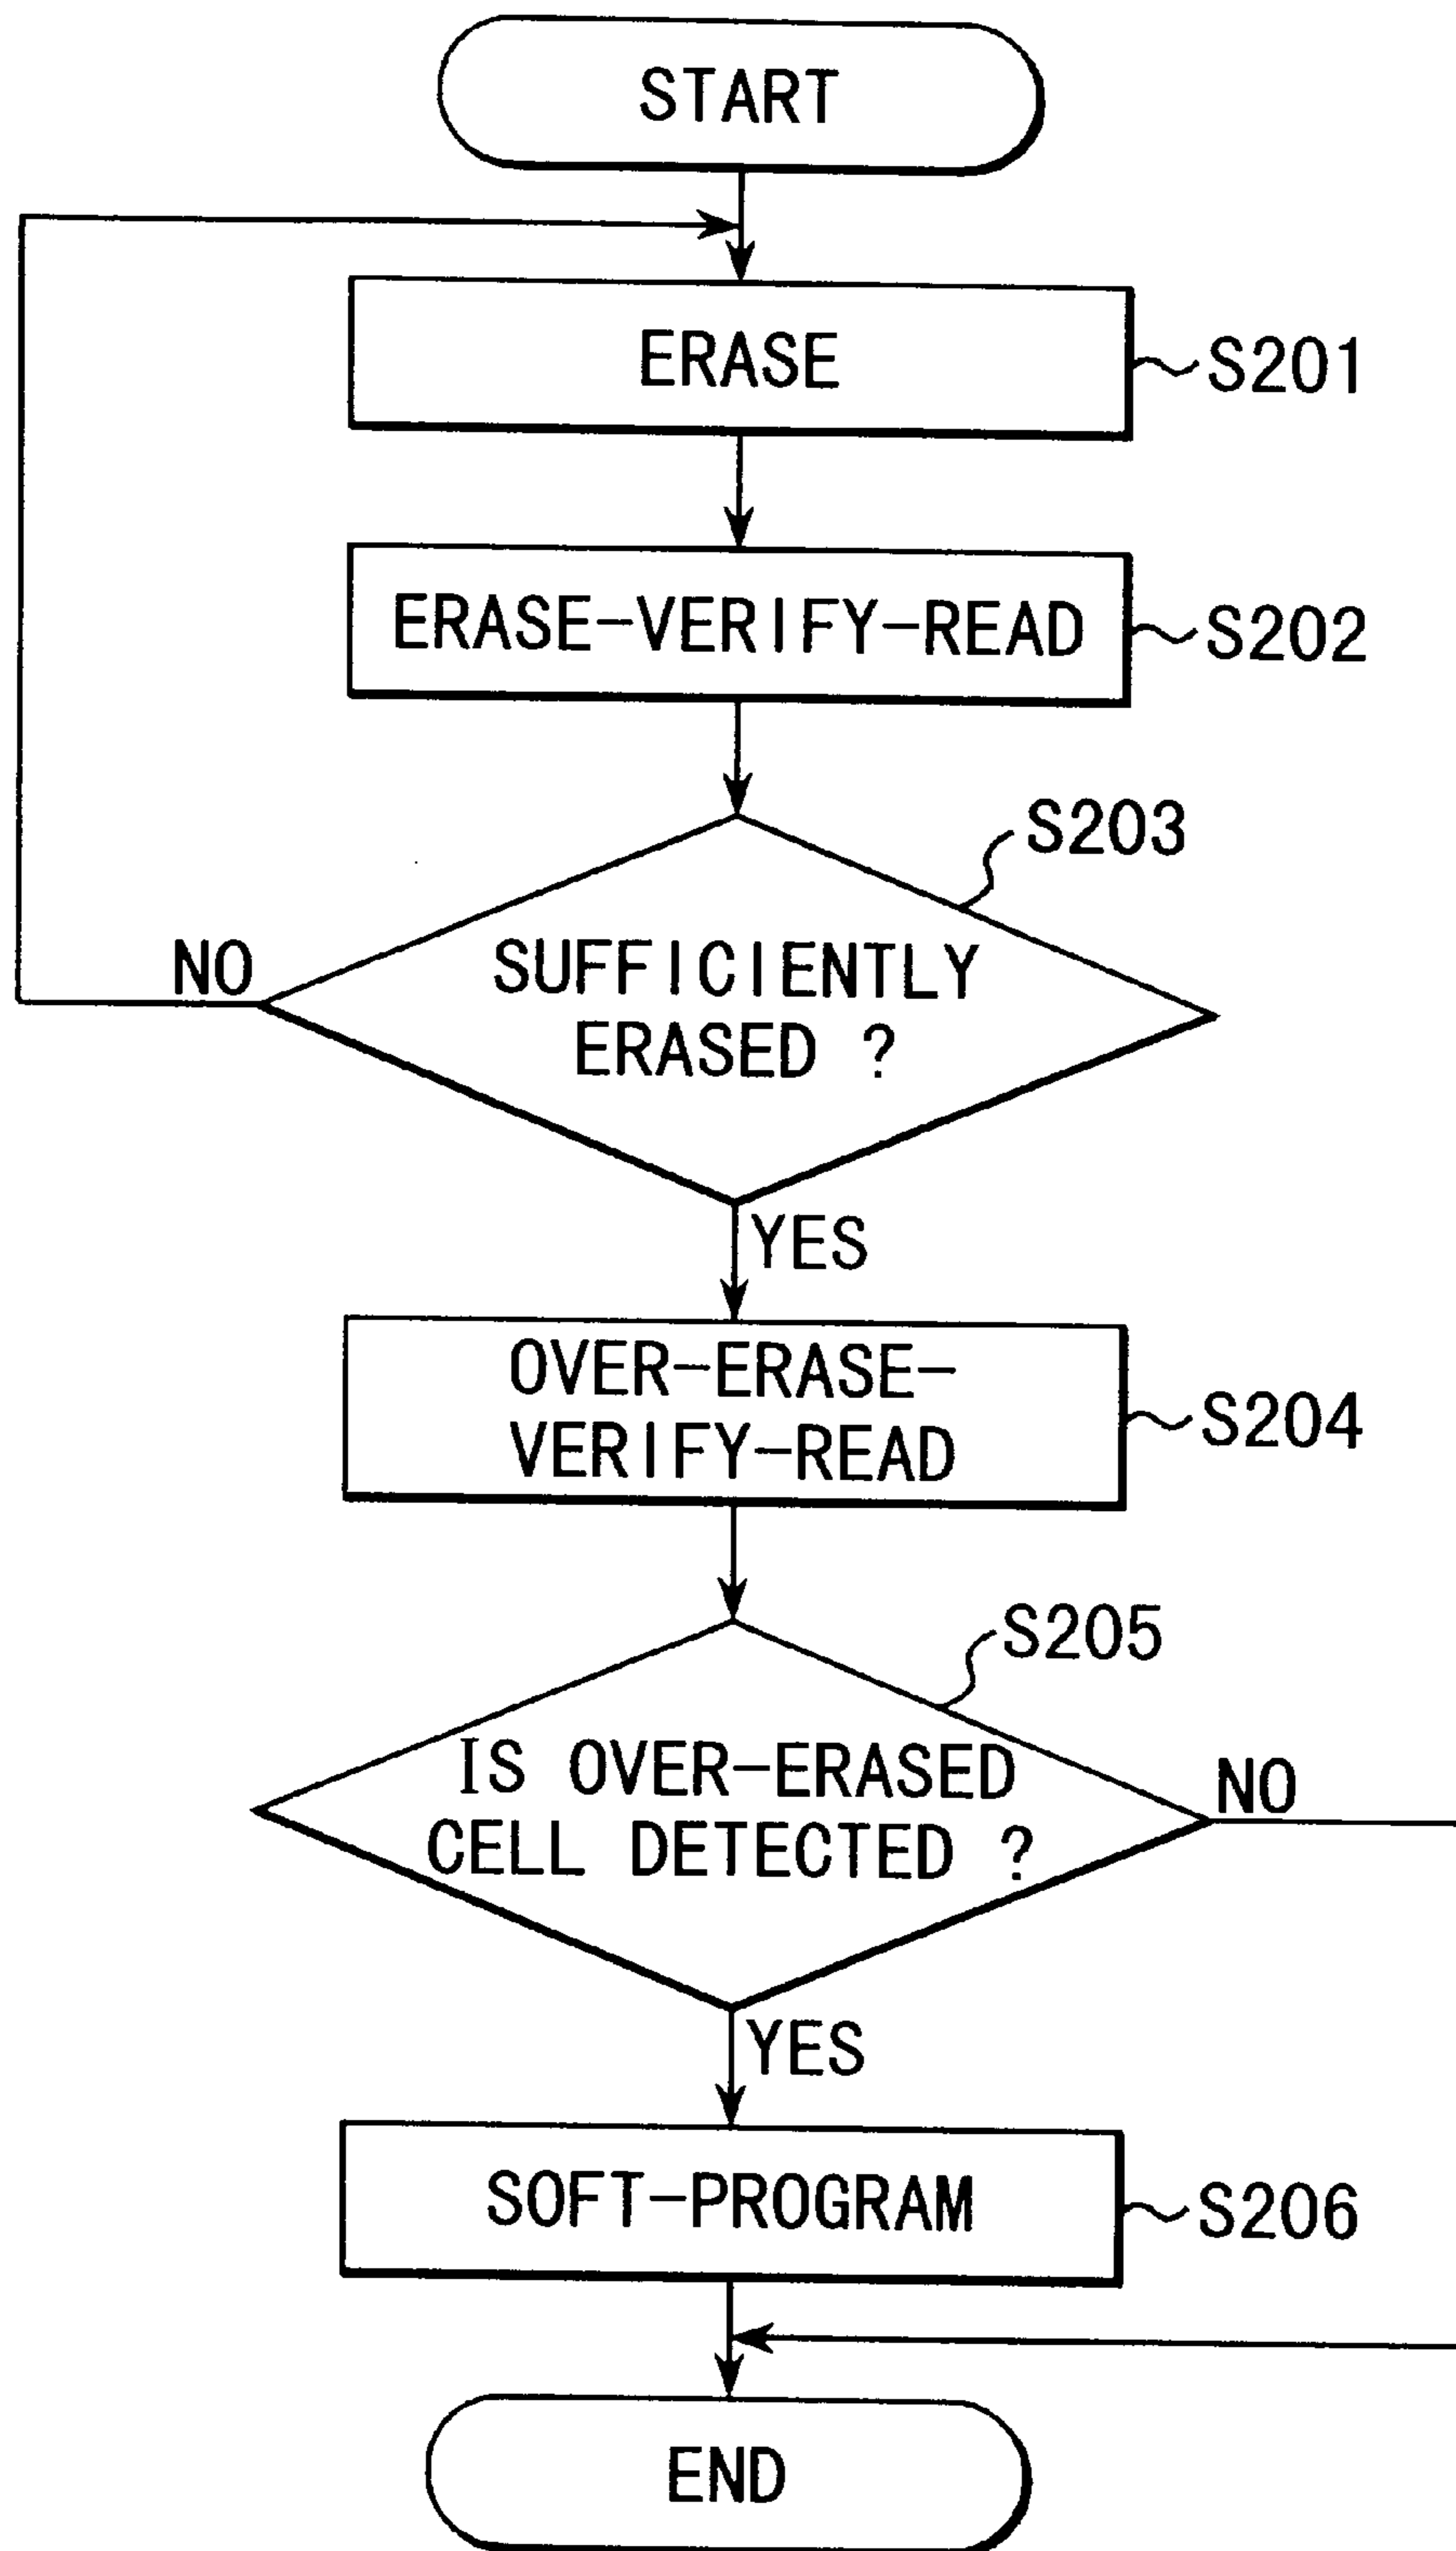 START
ERASE
S201
ERASE-VERIFY-READ
S202
S203
SUFFICIENTLY
ERASED ?
NO
YES
OVER-ERASE-
VERIFY-READ
S204
S205
IS OVER-ERASED
CELL DETECTED ?
NO
YES
SOFT-PROGRAM
S206
END